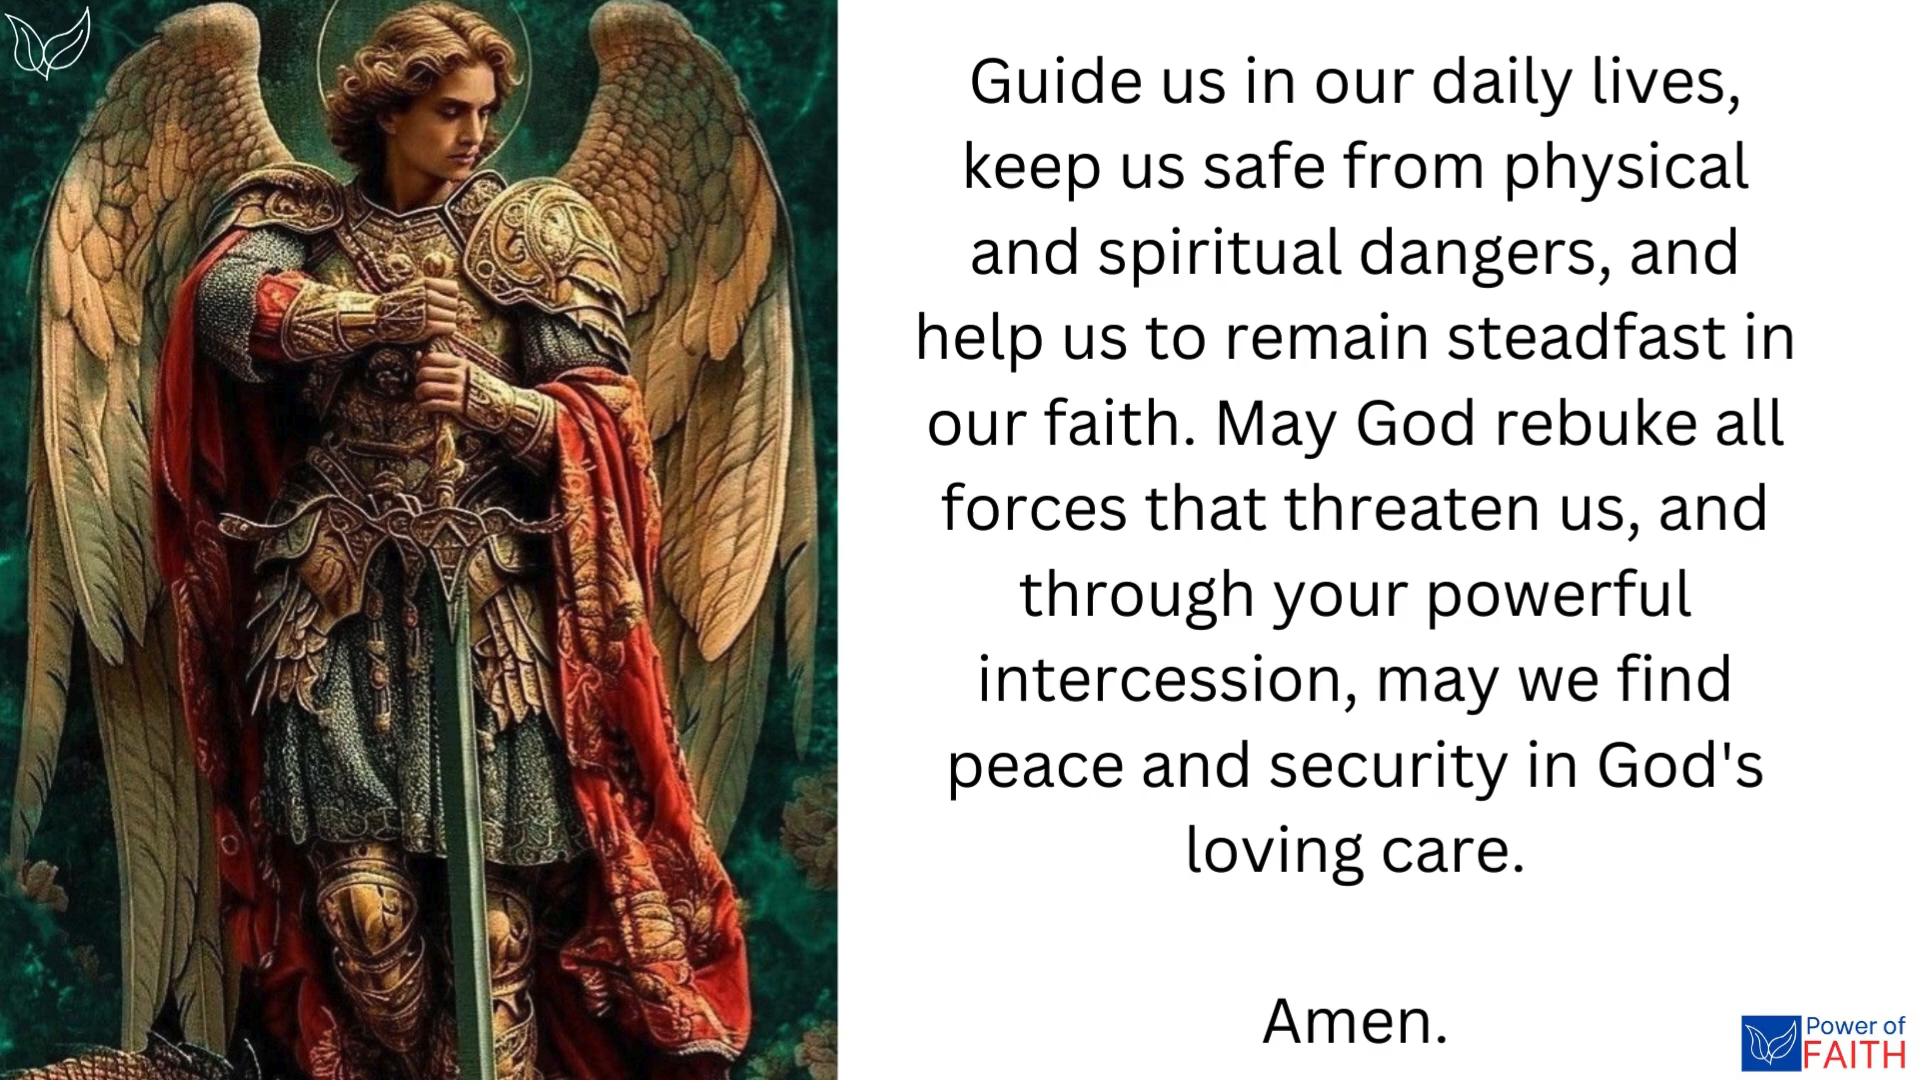 Guide us in our daily lives,
keep us safe from physical
and spiritual dangers, and
help us to remain steadfast in
our faith. May God rebuke all
forces that threaten us, and
through your powerful
intercession, may we find
peace and security in God's
loving care.
Amen.
Power of
FAITH